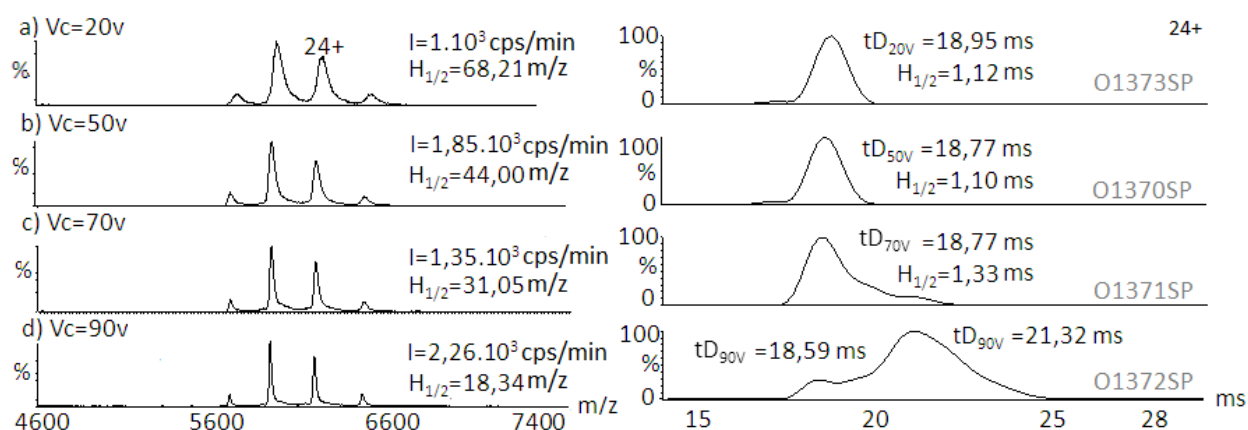 a) Vc=20v
24+
I=1.10³ cps/min
H1/2=68,21 m/z
%
100
%
0
tD20V =18,95 ms
H1/2=1,12 ms
24+
O1373SP
b) Vc=50v
I=1,85.10³ cps/min
H1/2=44,00 m/z
%
100
%
0
tD50V =18,77 ms
H1/2=1,10 ms
O1370SP
c) Vc=70v
I=1,35.10³ cps/min
H1/2=31,05 m/z
%
100
%
0
tD70V =18,77 ms
H1/2=1,33 ms
O1371SP
d) Vc=90v
I=2,26.10³ cps/min
H1/2=18,34 m/z
%
100
%
0
tD90V =18,59 ms
tD90V =21,32 ms
O1372SP
4600 5600 6600 7400 m/z
15 20 25 28 ms